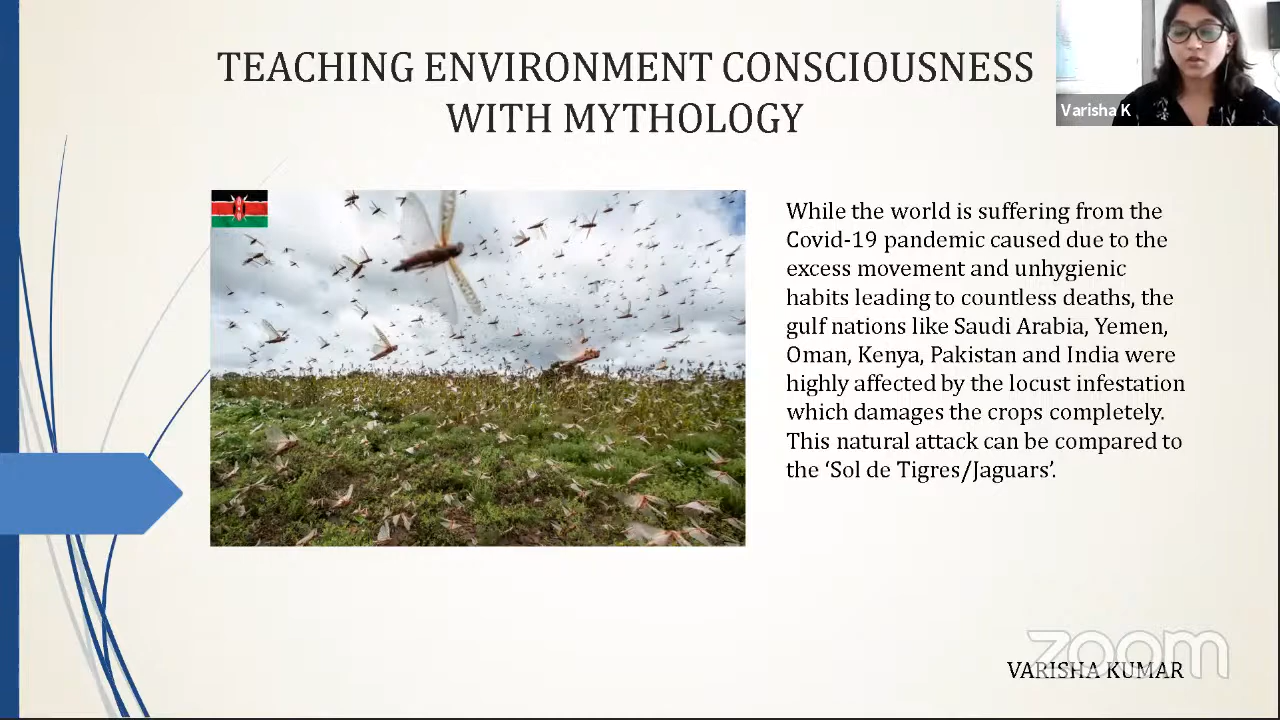 TEACHING ENVIRONMENT CONSCIOUSNESS
WITH MYTHOLOGY
Varisha K
While the world is suffering from the
Covid-19 pandemic caused due to the
excess movement and unhygienic
habits leading to countless deaths, the
gulf nations like Saudi Arabia, Yemen,
Oman, Kenya, Pakistan and India were
highly affected by the locust infestation
which damages the crops completely.
This natural attack can be compared to
the ‘Sol de Tigres/Jaguars’.
zoom
VARISHA KUMAR